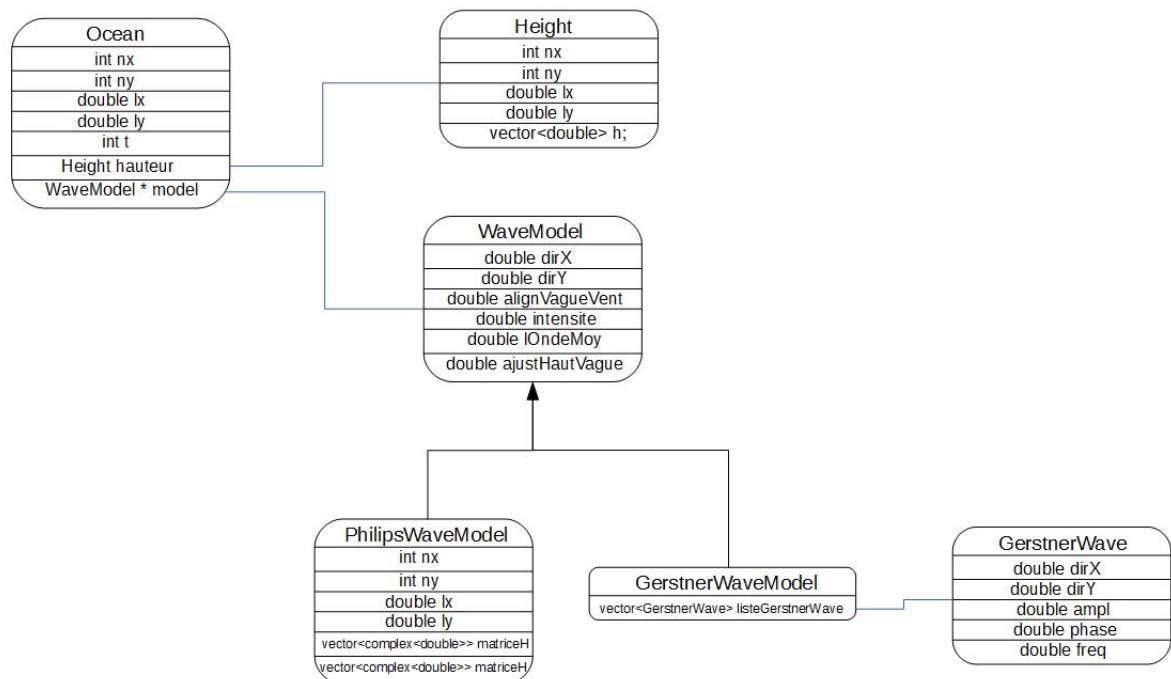 Ocean
int nx
int ny
double lx
double ly
int t
Height hauteur
WaveModel * model
Height
int nx
int ny
double lx
double ly
vector<double> h;
WaveModel
double dirX
double dirY
double alignVagueVent
double intensite
double lOndeMoy
double ajustHautVague
PhilipsWaveModel
int nx
int ny
double lx
double ly
vector<complex<double>> matriceH
vector<complex<double>> matriceH
GerstnerWaveModel
vector<GerstnerWave> listeGerstnerWave
GerstnerWave
double dirX
double dirY
double ampl
double phase
double freq